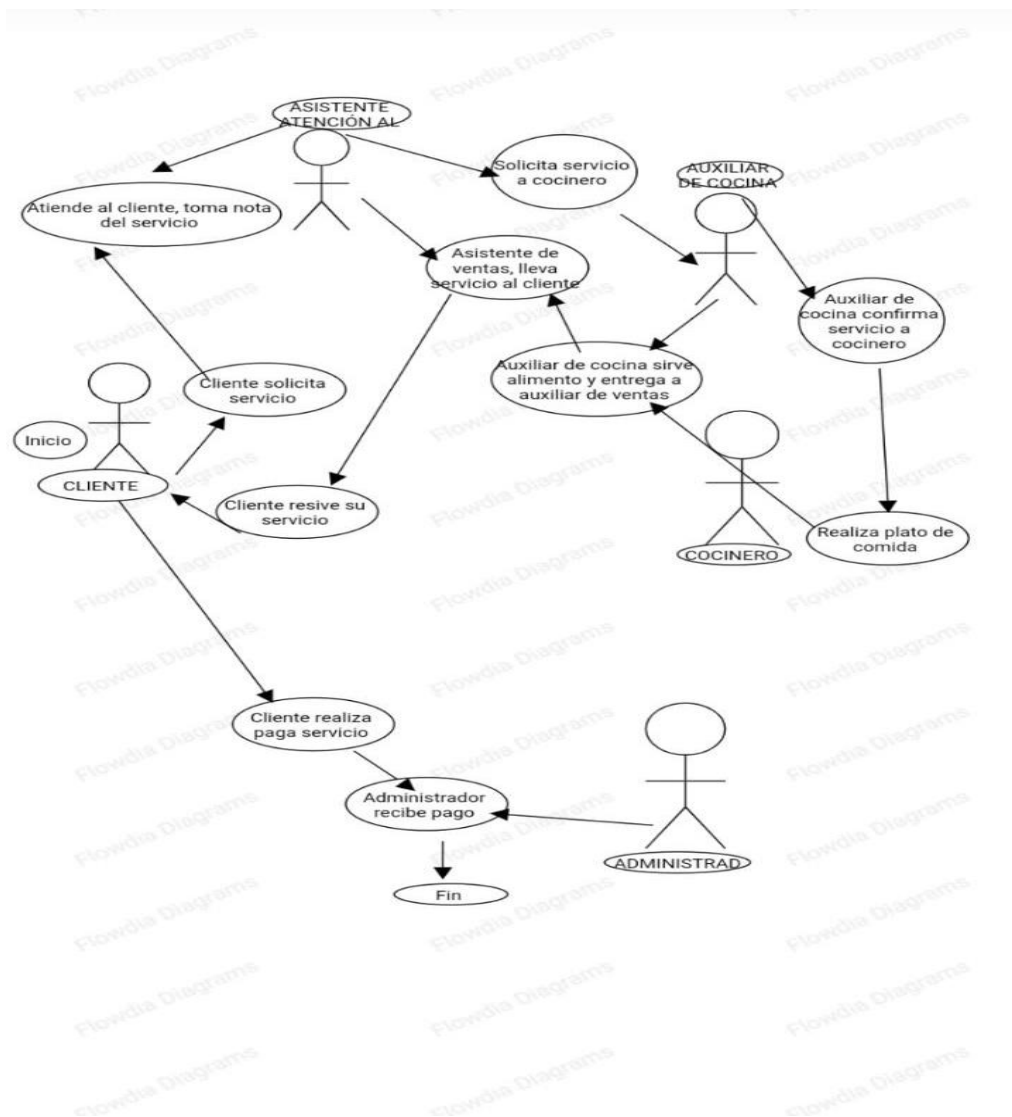 ASISTENTE
ATENCIÓN AL
Solicita servicio
a cocinero
AUXILIAR
DE COCINA
Atiende al cliente, toma nota
del servicio
Asistente de
ventas, lleva
servicio al cliente
Auxiliar de
cocina confirma
servicio a
cocinero
Cliente solicita
servicio
Auxiliar de cocina sirve
alimento y entrega a
auxiliar de ventas
Inicio
CLIENTE
Cliente resive su
servicio
COCINERO
Realiza plato de
comida
Cliente realiza
paga servicio
Administrador
recibe pago
ADMINISTRAD
Fin
Flowdia Diagrams